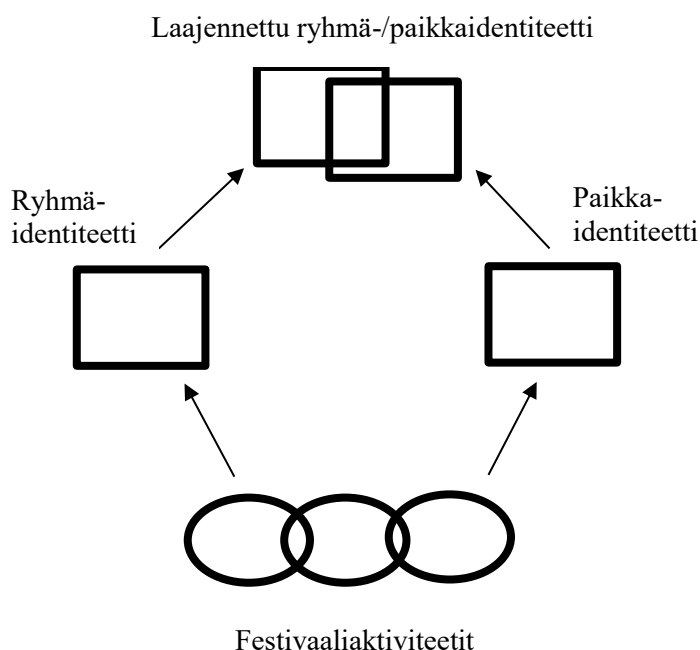 Laajennettu ryhmä-/paikkaidentiteetti
Ryhmä-
identiteetti
Paikka-
identiteetti
Festivaaliaktiviteetit